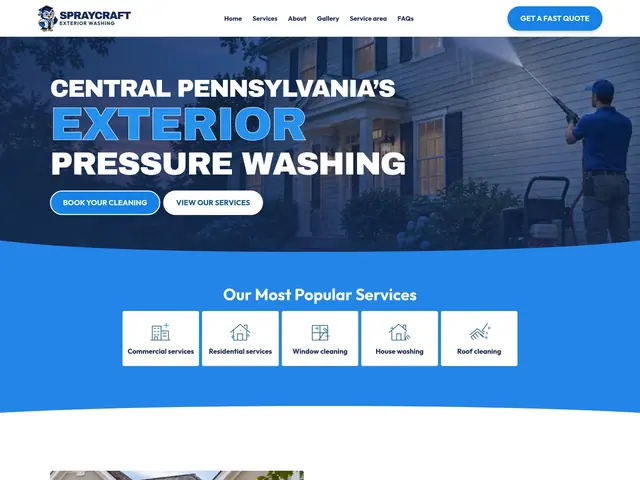 SPRAYCRAFT
EXTERIOR WASHING
Home Services About Gallery Service area FAQs
GET A FAST QUOTE
CENTRAL PENNSYLVANIA'S
EXTERIOR
PRESSURE WASHING
BOOK YOUR CLEANING
VIEW OUR SERVICES
Our Most Popular Services
Commercial services
Residential services
Window cleaning
House washing
Roof cleaning